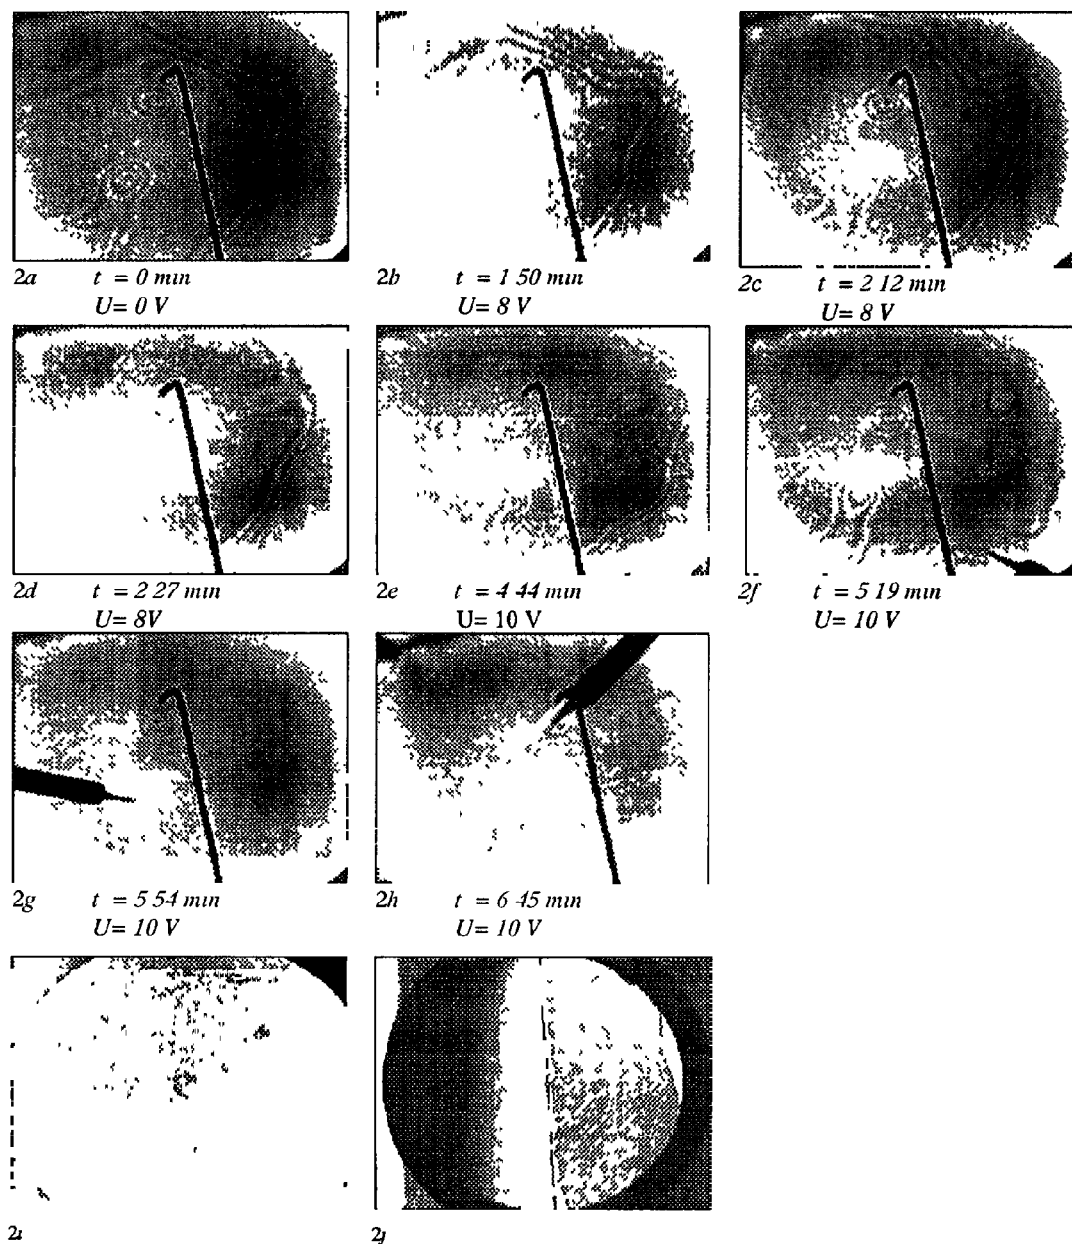 2a t = 0 min
U= 0 V
2b t = 1 50 min
U= 8 V
2c t = 2 12 min
U= 8 V
2d t = 2 27 min
U= 8V
2e t = 4 44 min
U= 10 V
2f t = 5 19 min
U= 10 V
2g t = 5 54 min
U= 10 V
2h t = 6 45 min
U= 10 V
2i
2j